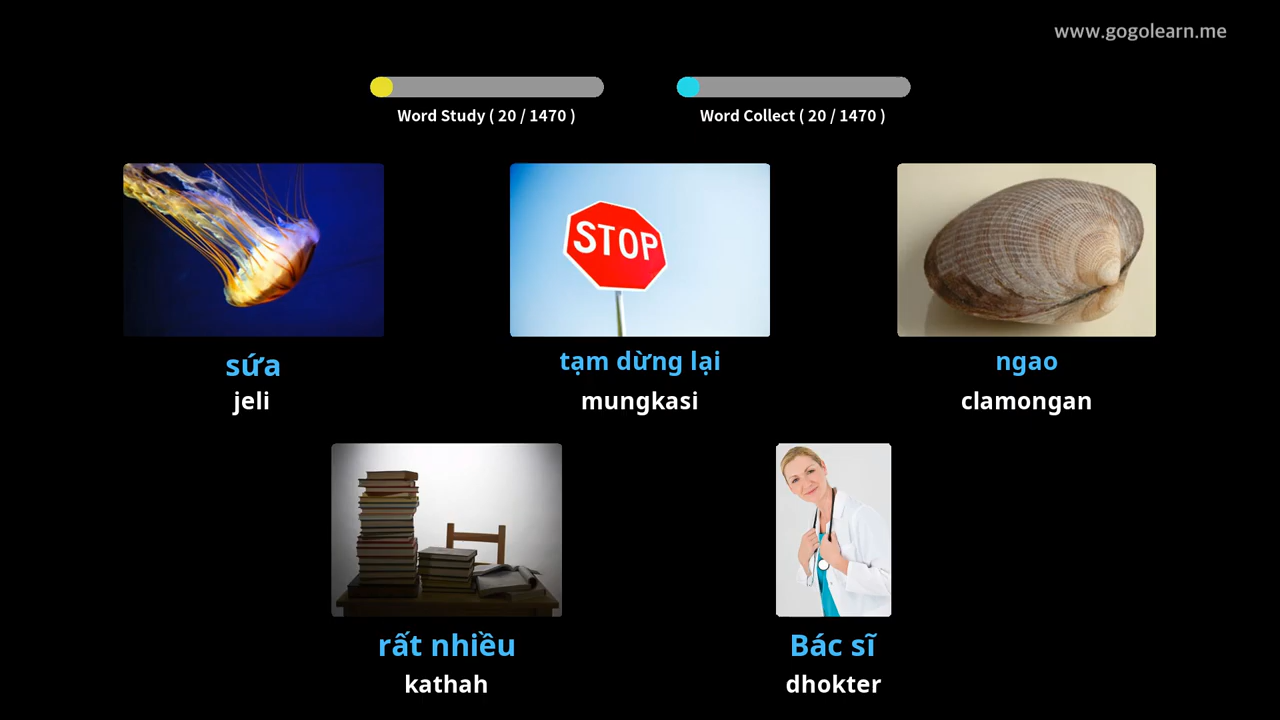 www.gogolearn.me
Word Study ( 20 / 1470 )
Word Collect ( 20 / 1470 )
STOP
sứa
tạm dừng lại
ngao
jeli
mungkasi
clamongan
rất nhiều
Bác sĩ
kathah
dhokter